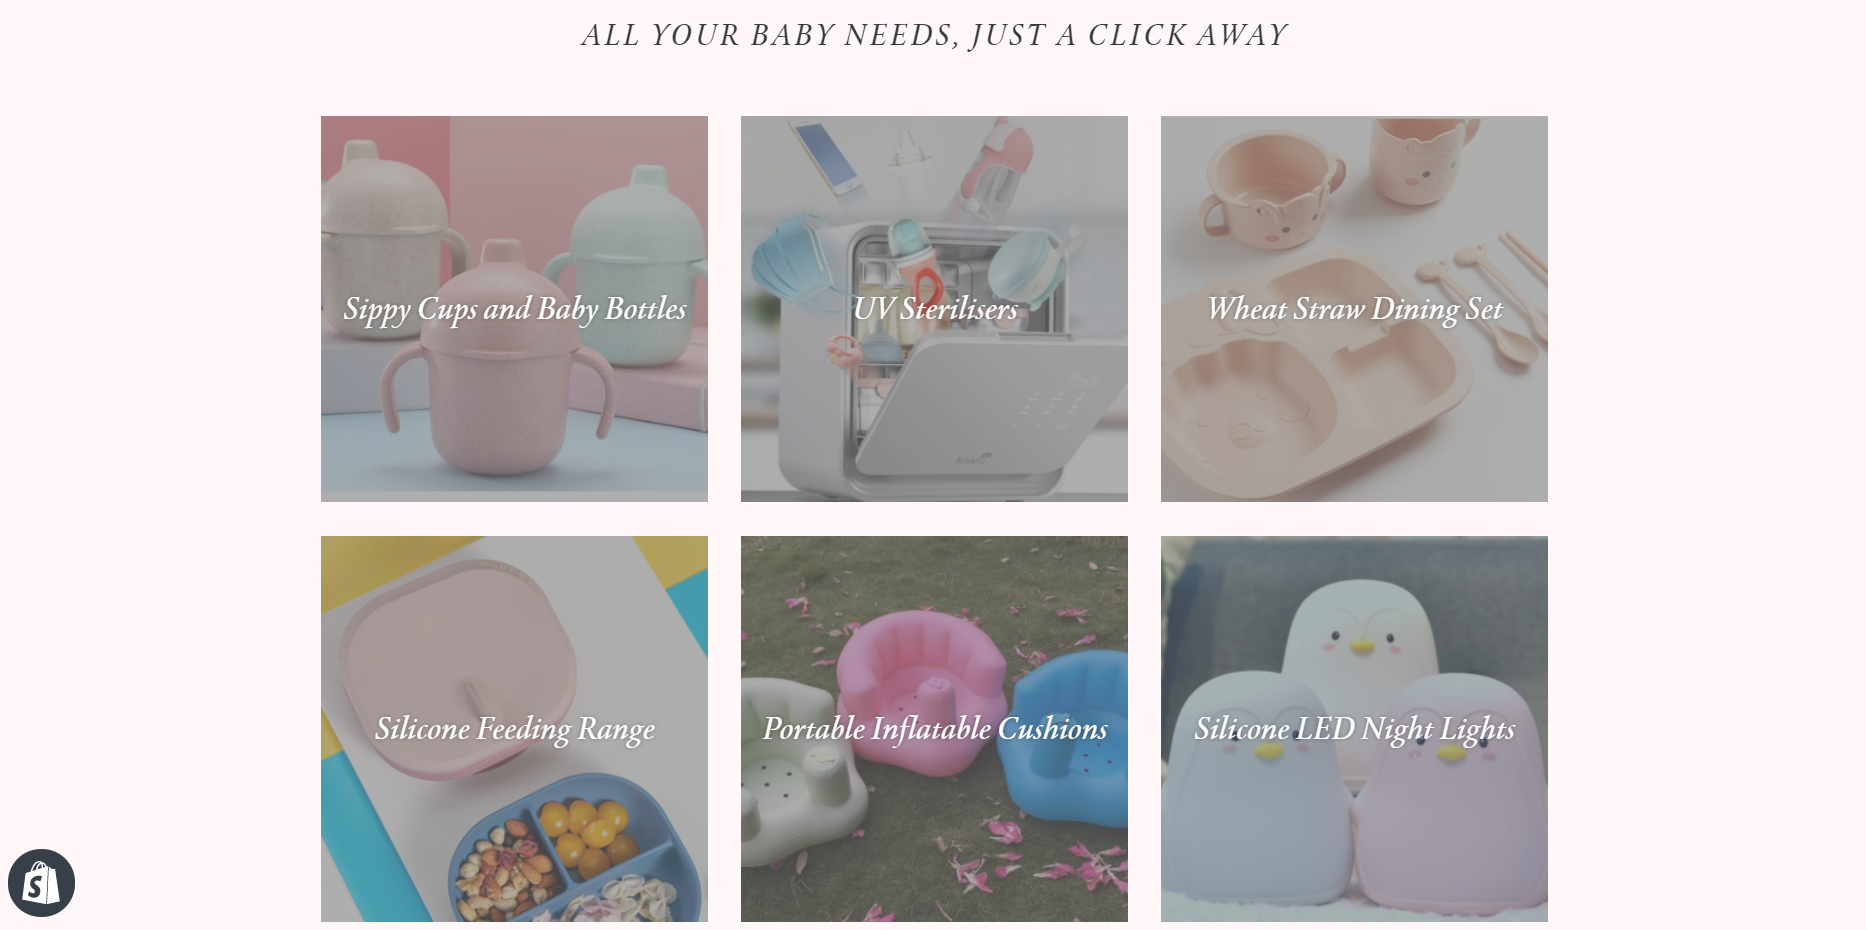 ALL YOUR BABY NEEDS, JUST A CLICK AWAY
Sippy Cups and Baby Bottles
UV Sterilisers
Wheat Straw Dining Set
Silicone Feeding Range
Portable Inflatable Cushions
Silicone LED Night Lights